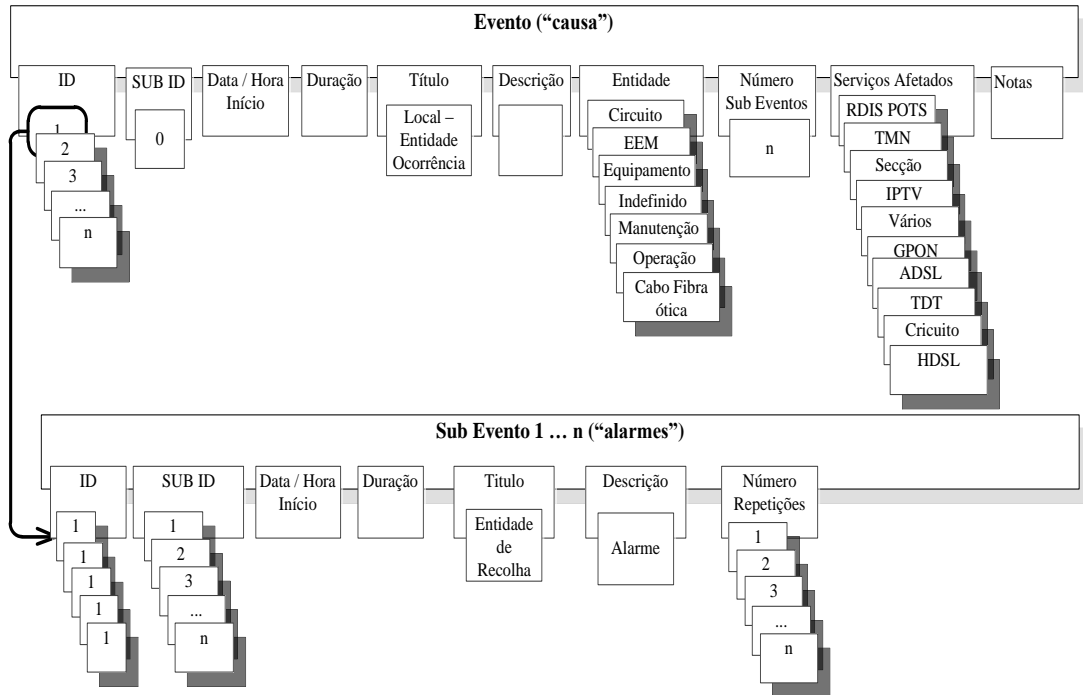 Evento (“causa”)
ID
SUB ID
Data / Hora
Início
Duração
Título
Descrição
Entidade
Número
Sub Eventos
Serviços Afetados
Notas
1
2
3
...
n
0
Local –
Entidade
Ocorrência
Circuito
EEM
Equipamento
Indefinido
Manutenção
Operação
Cabo Fibra
ótica
n
RDIS POTS
TMN
Secção
IPTV
Vários
GPON
ADSL
TDT
Cricuito
HDSL
Sub Evento 1 … n (“alarmes”)
ID
SUB ID
Data / Hora
Início
Duração
Titulo
Descrição
Número
Repetições
1
1
1
1
1
1
2
3
...
n
Entidade
de
Recolha
Alarme
1
2
3
...
n